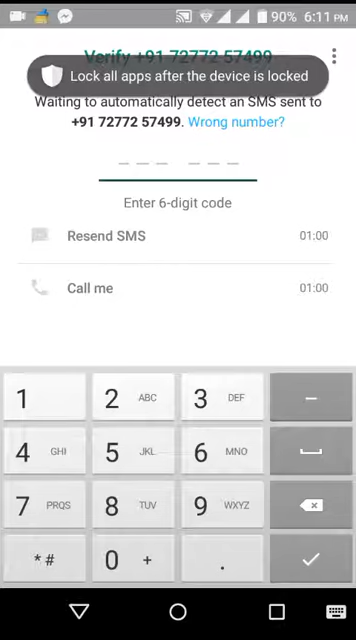 90% 6:11 PM
Verify +91 72772 57499
Lock all apps after the device is locked
Waiting to automatically detect an SMS sent to
+91 72772 57499. Wrong number?
Enter 6-digit code
Resend SMS 01:00
Call me 01:00
1 2 ABC 3 DEF –
4 GHI 5 JKL 6 MNO
7 PRQS 8 TUV 9 WXYZ
*# 0 + .